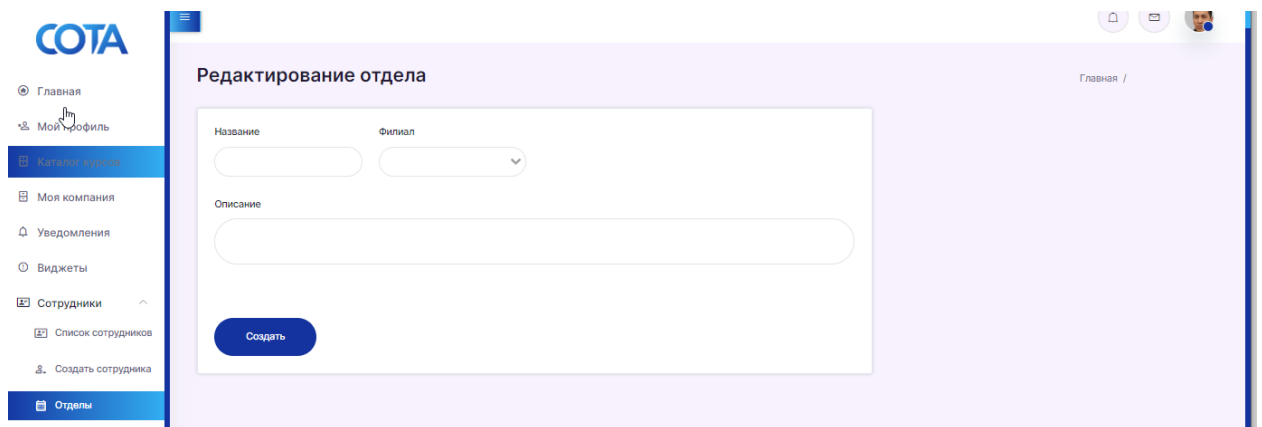 СОТА
Главная
Мой профиль
Каталог курсов
Моя компания
Уведомления
Виджеты
Сотрудники
Список сотрудников
Создать сотрудника
Отделы
Редактирование отдела
Главная /
Название
Филиал
Описание
Создать